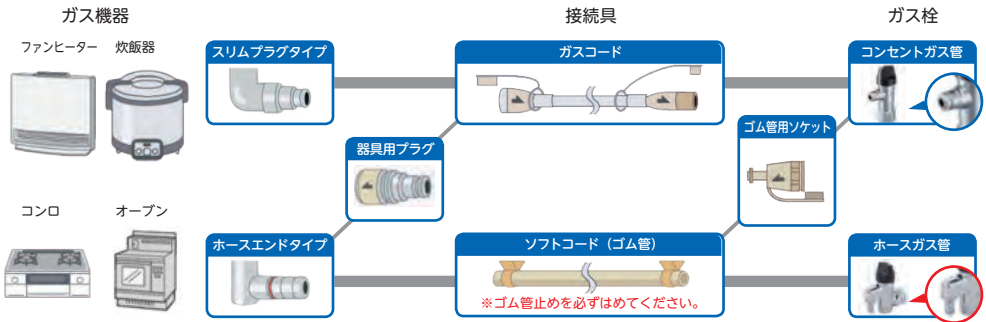 ガス機器
接続具
ガス栓
ファンヒーター
炊飯器
スリムプラグタイプ
ガスコード
コンセントガス管
器具用プラグ
ゴム管用ソケット
コンロ
オーブン
ホースエンドタイプ
ソフトコード（ゴム管）
※ゴム管止めを必ずはめてください。
ホースガス管